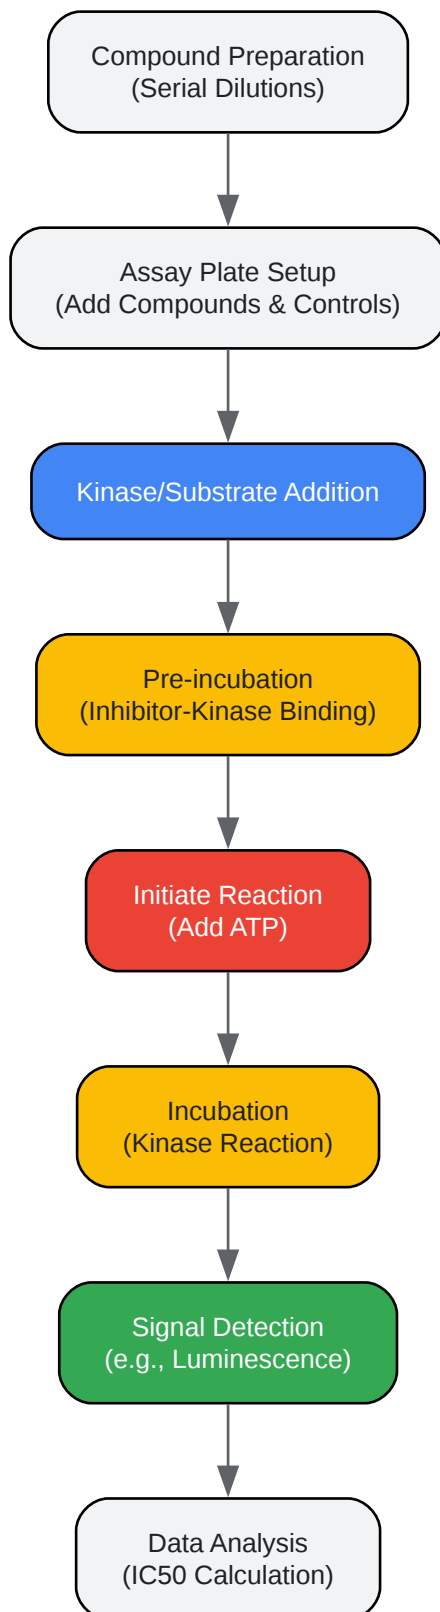 Compound Preparation
(Serial Dilutions)
Assay Plate Setup
(Add Compounds & Controls)
Kinase/Substrate Addition
Pre-incubation
(Inhibitor-Kinase Binding)
Initiate Reaction
(Add ATP)
Incubation
(Kinase Reaction)
Signal Detection
(e.g., Luminescence)
Data Analysis
(IC50 Calculation)